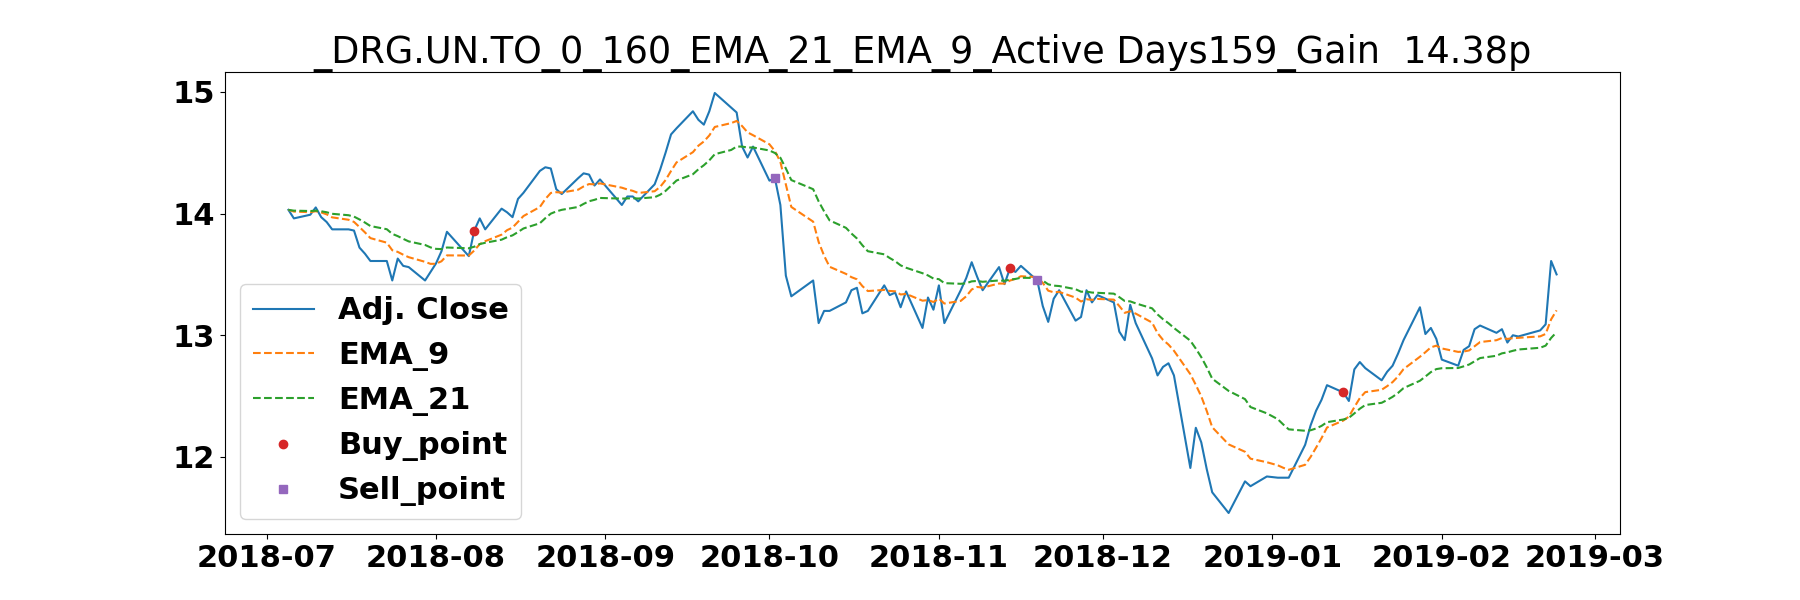 _DRG.UN.TO_0_160_EMA_21_EMA_9_Active Days159_Gain  14.38p
15
14
13
12
Adj. Close
EMA_9
EMA_21
Buy_point
Sell_point
2018-07 2018-08 2018-09 2018-10 2018-11 2018-12 2019-01 2019-02 2019-03